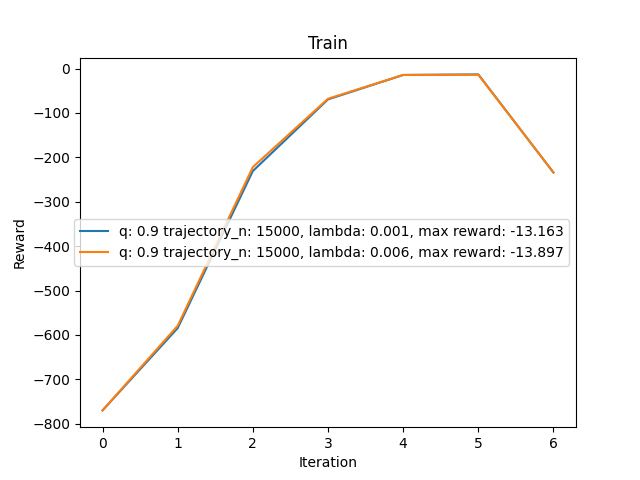 Train
0
−100
−200
−300
−400
−500
−600
−700
−800
Reward
q: 0.9 trajectory_n: 15000, lambda: 0.001, max reward: -13.163
q: 0.9 trajectory_n: 15000, lambda: 0.006, max reward: -13.897
0 1 2 3 4 5 6
Iteration